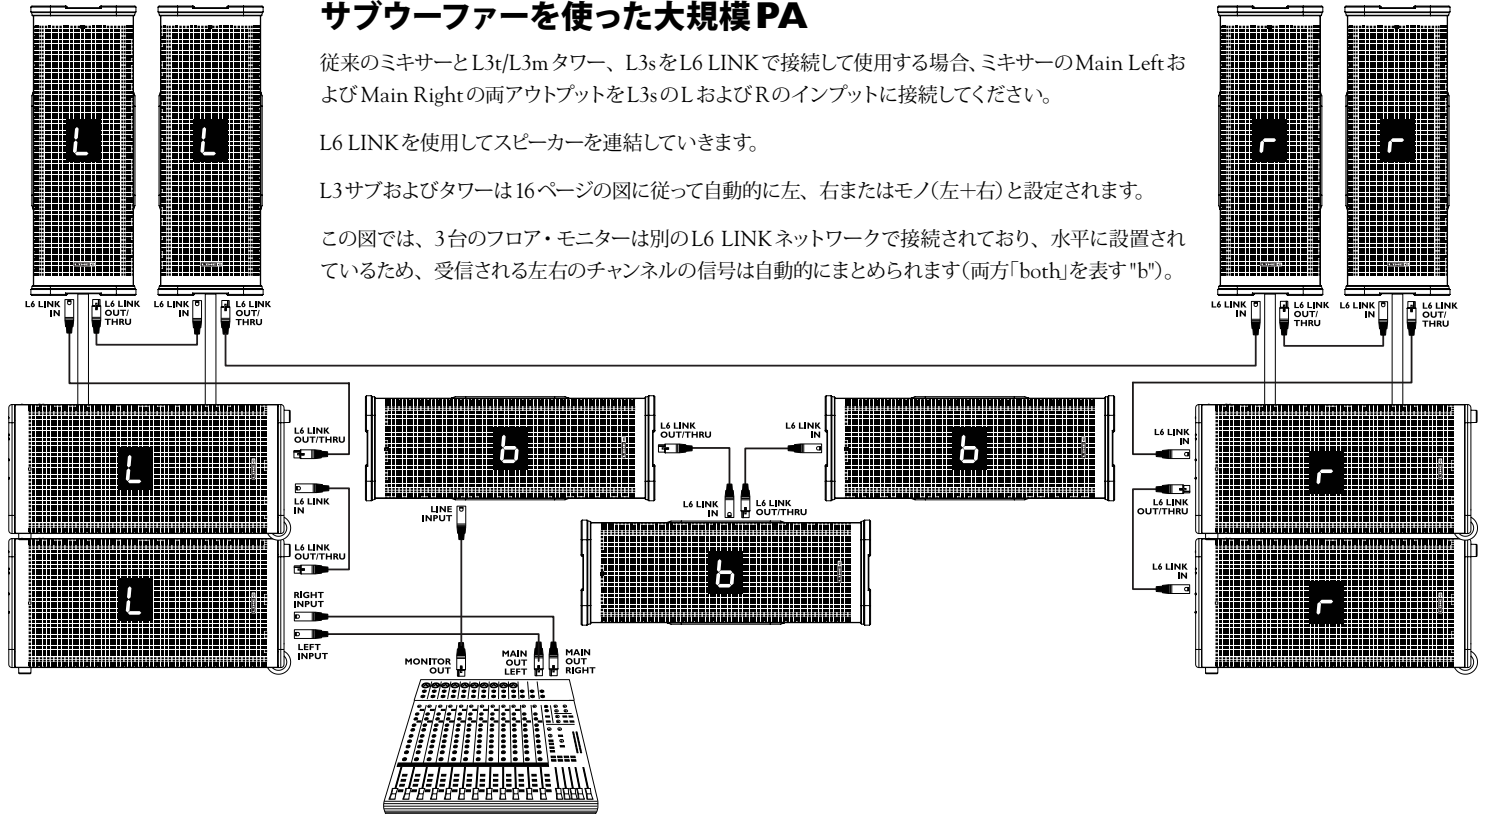 サブウーファーを使った大規模PA
従来のミキサーとL3t/L3mタワー、L3sをL6 LINKで接続して使用する場合、ミキサーのMain Leftお
よびMain Rightの両アウトプットをL3sのLおよびRのインプットに接続してください。
L6 LINKを使用してスピーカーを連結していきます。
L3サブおよびタワーは16ページの図に従って自動的に左、右またはモノ（左＋右）と設定されます。
この図では、3台のフロア・モニターは別のL6 LINKネットワークで接続されており、水平に設置され
ているため、受信される左右のチャンネルの信号は自動的にまとめられます（両方「both」を表す"b"）。
L
L
r
r
L6 LINK
IN
L6 LINK
OUT/
THRU
L6 LINK
IN
L6 LINK
OUT/
THRU
L6 LINK
IN
L6 LINK
OUT/
THRU
L6 LINK
IN
L6 LINK
OUT/
THRU
L
L6 LINK
OUT/THRU
L6 LINK
IN
b
L6 LINK
OUT/THRU
L6 LINK
IN
b
L6 LINK
IN
r
L6 LINK
OUT/THRU
LINE
INPUT
L6 LINK
IN
L6 LINK
OUT/THRU
L
L6 LINK
OUT/THRU
RIGHT
INPUT
LEFT
INPUT
b
L6 LINK
IN
r
MONITOR
OUT
MAIN
OUT
LEFT
MAIN
OUT
RIGHT